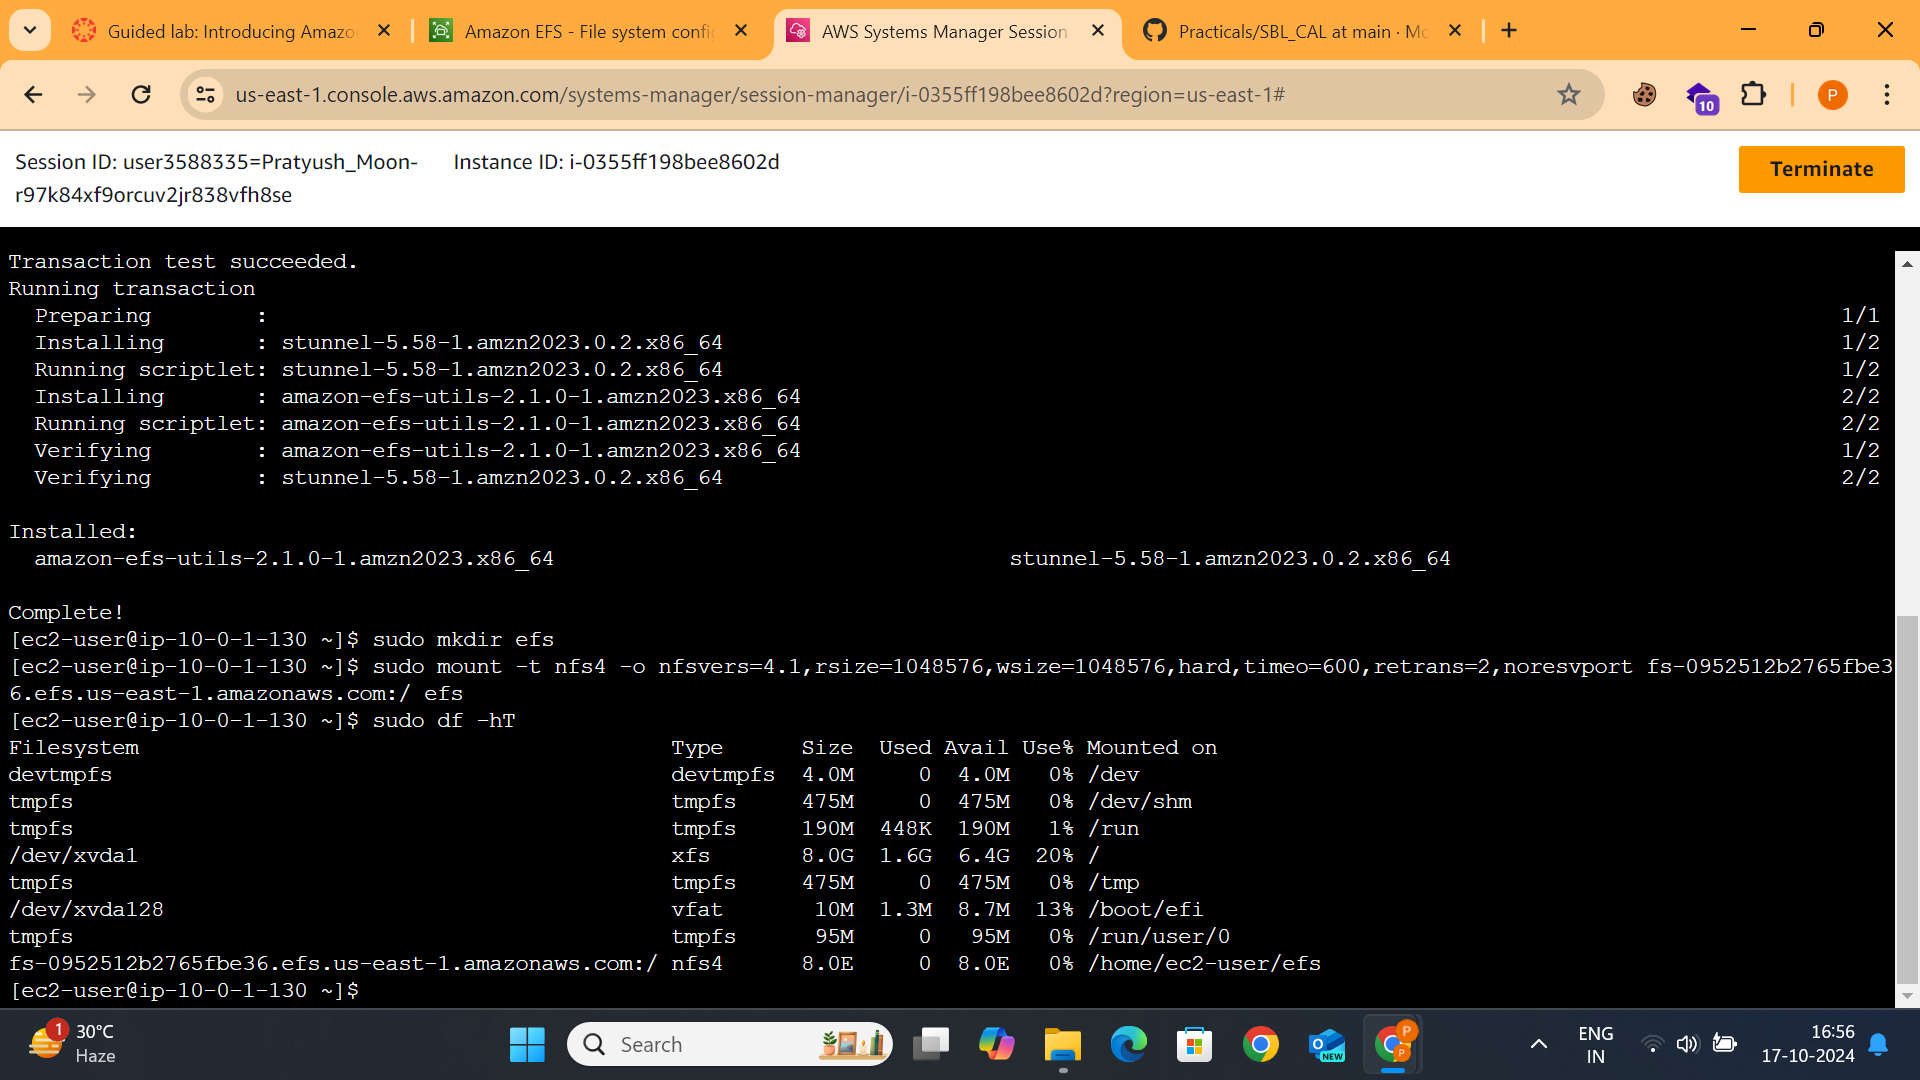 Guided lab: Introducing Amazo
Amazon EFS - File system config
AWS Systems Manager Session
Practicals/SBL_CAL at main · Mo
us-east-1.console.aws.amazon.com/systems-manager/session-manager/i-0355ff198bee8602d?region=us-east-1#
10
P
Session ID: user3588335=Pratyush_Moon-
r97k84xf9orcuv2jr838vfh8se
Instance ID: i-0355ff198bee8602d
Terminate
Transaction test succeeded.
Running transaction
Preparing        :                                                    1/1
Installing       : stunnel-5.58-1.amzn2023.0.2.x86_64                 1/2
Running scriptlet: stunnel-5.58-1.amzn2023.0.2.x86_64                 1/2
Installing       : amazon-efs-utils-2.1.0-1.amzn2023.x86_64           2/2
Running scriptlet: amazon-efs-utils-2.1.0-1.amzn2023.x86_64           2/2
Verifying        : amazon-efs-utils-2.1.0-1.amzn2023.x86_64           1/2
Verifying        : stunnel-5.58-1.amzn2023.0.2.x86_64                 2/2
Installed:
amazon-efs-utils-2.1.0-1.amzn2023.x86_64          stunnel-5.58-1.amzn2023.0.2.x86_64
Complete!
[ec2-user@ip-10-0-1-130 ~]$ sudo mkdir efs
[ec2-user@ip-10-0-1-130 ~]$ sudo mount -t nfs4 -o nfsvers=4.1,rsize=1048576,wsize=1048576,hard,timeo=600,retrans=2,noresvport fs-0952512b2765fbe3
6.efs.us-east-1.amazonaws.com:/ efs
[ec2-user@ip-10-0-1-130 ~]$ sudo df -hT
Filesystem                                         Type      Size  Used Avail Use% Mounted on
devtmpfs                                           devtmpfs  4.0M     0  4.0M   0% /dev
tmpfs                                              tmpfs     475M     0  475M   0% /dev/shm
tmpfs                                              tmpfs     190M  448K  190M   1% /run
/dev/xvda1                                         xfs       8.0G  1.6G  6.4G  20% /
tmpfs                                              tmpfs     475M     0  475M   0% /tmp
/dev/xvda128                                       vfat       10M  1.3M  8.7M  13% /boot/efi
tmpfs                                              tmpfs      95M     0   95M   0% /run/user/0
fs-0952512b2765fbe36.efs.us-east-1.amazonaws.com:/ nfs4      8.0E     0  8.0E   0% /home/ec2-user/efs
[ec2-user@ip-10-0-1-130 ~]$
1
30°C
Haze
Search
NEW
P
P
ENG
IN
16:56
17-10-2024